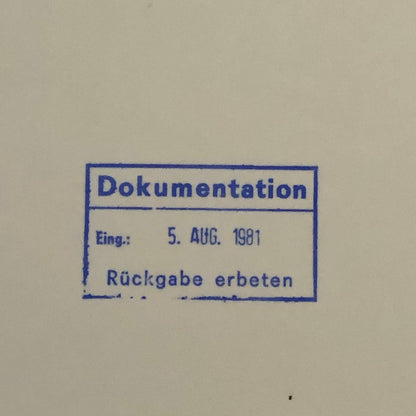 Dokumentation
Eing.: 5. AUG. 1981
Rückgabe erbeten